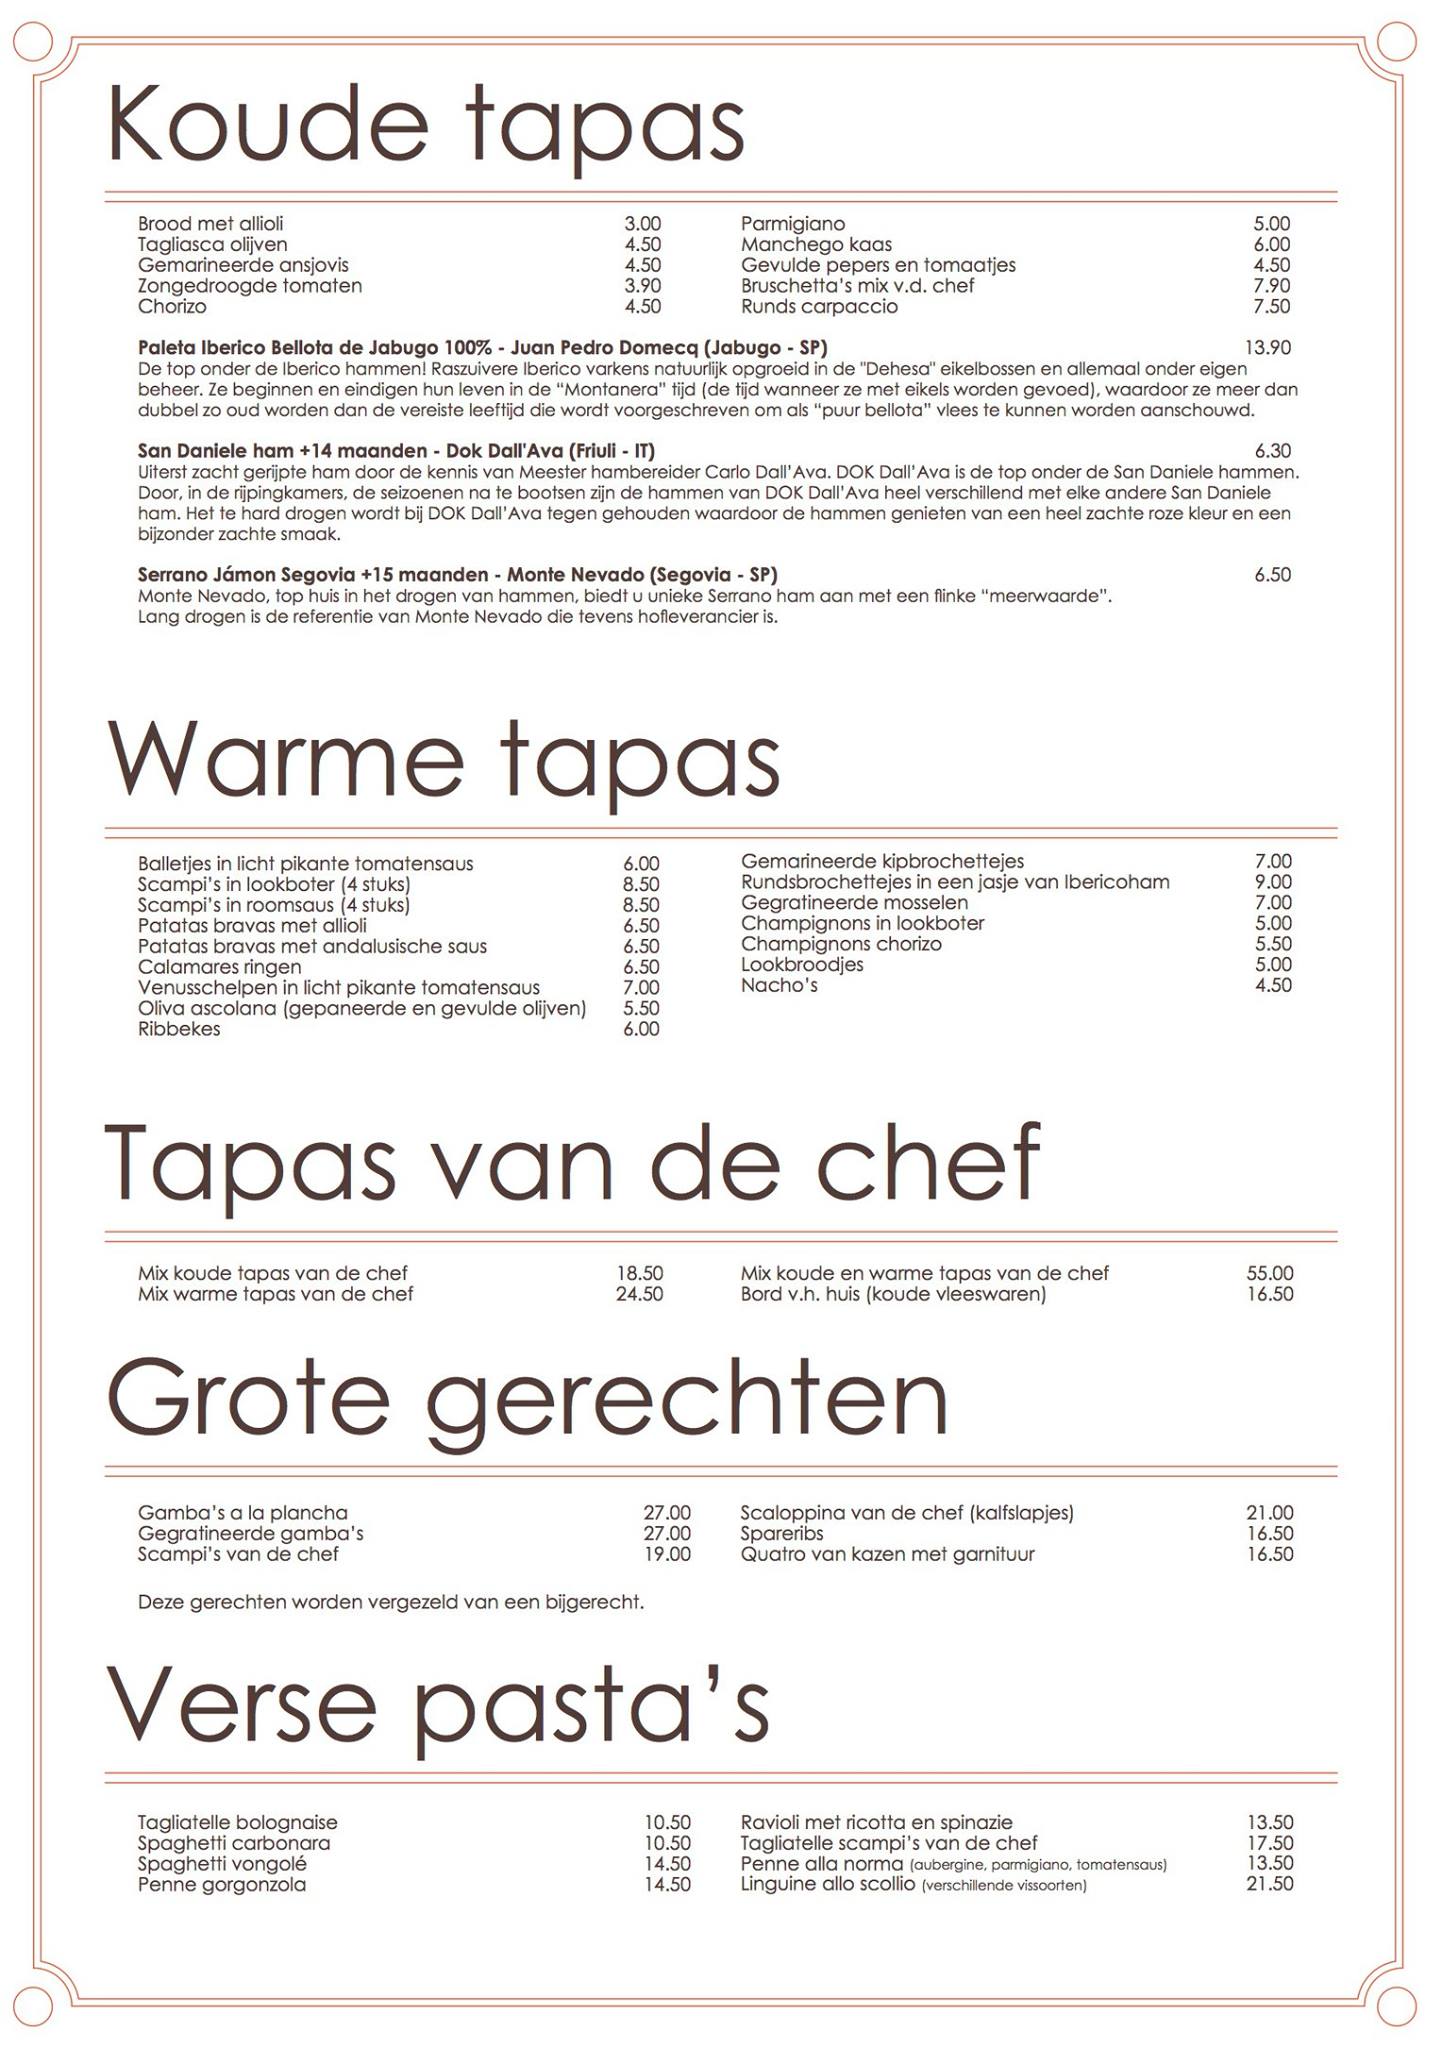 Koude tapas
Brood met allioli 3.00
Tagliasca olijven 4.50
Gemarineerde ansjovis 4.50
Zongedroogde tomaten 3.90
Chorizo 4.50
Parmigiano 5.00
Manchego kaas 6.00
Gevulde pepers en tomaatjes 4.50
Bruschetta's mix v.d. chef 7.90
Runds carpaccio 7.50
Paleta Iberico Bellota de Jabugo 100% - Juan Pedro Domecq (Jabugo - SP) 13.90
De top onder de Iberico hammen! Raszuivere Iberico varkens natuurlijk opgroeid in de "Dehesa" eikelbossen en allemaal onder eigen
beheer. Ze beginnen en eindigen hun leven in de “Montanera” tijd (de tijd wanneer ze met eikels worden gevoed), waardoor ze meer dan
dubbel zo oud worden dan de vereiste leeftijd die wordt voorgeschreven om als “puur bellota” vlees te kunnen worden aanschouwd.
San Daniele ham +14 maanden - Dok Dall'Ava (Friuli - IT) 6.30
Uiterst zacht gerijpte ham door de kennis van Meester hambereider Carlo Dall'Ava. DOK Dall'Ava is de top onder de San Daniele hammen.
Door, in de rijpingkamers, de seizoenen na te bootsen zijn de hammen van DOK Dall'Ava heel verschillend met elke andere San Daniele
ham. Het te hard drogen wordt bij DOK Dall'Ava tegen gehouden waardoor de hammen genieten van een heel zachte roze kleur en een
bijzonder zachte smaak.
Serrano Jámon Segovia +15 maanden - Monte Nevado (Segovia - SP) 6.50
Monte Nevado, top huis in het drogen van hammen, biedt u unieke Serrano ham aan met een flinke “meerwaarde”.
Lang drogen is de referentie van Monte Nevado die tevens hofleverancier is.
Warme tapas
Balletjes in licht pikante tomatensaus 6.00
Scampi's in lookboter (4 stuks) 8.50
Scampi's in roomsaus (4 stuks) 8.50
Patatas bravas met allioli 6.50
Patatas bravas met andalusische saus 6.50
Calamares ringen 6.50
Venusschelpen in licht pikante tomatensaus 7.00
Oliva ascolana (gepaneerde en gevulde olijven) 5.50
Ribbekes 6.00
Gemarineerde kipbrochettejes 7.00
Rundsbrochettejes in een jasje van Ibericoham 9.00
Gegratineerde mosselen 7.00
Champignons in lookboter 5.00
Champignons chorizo 5.50
Lookbroodjes 5.00
Nacho's 4.50
Tapas van de chef
Mix koude tapas van de chef 18.50
Mix warme tapas van de chef 24.50
Mix koude en warme tapas van de chef 55.00
Bord v.h. huis (koude vleeswaren) 16.50
Grote gerechten
Gamba's a la plancha 27.00
Gegratineerde gamba's 27.00
Scampi's van de chef 19.00
Scaloppina van de chef (kalfslapjes) 21.00
Spareribs 16.50
Quatro van kazen met garnituur 16.50
Deze gerechten worden vergezeld van een bijgerecht.
Verse pasta's
Tagliatelle bolognaise 10.50
Spaghetti carbonara 10.50
Spaghetti vongolé 14.50
Penne gorgonzola 14.50
Ravioli met ricotta en spinazie 13.50
Tagliatelle scampi's van de chef 17.50
Penne alla norma (aubergine, parmigiano, tomatensaus) 13.50
Linguine allo scollio (verschillende vissoorten) 21.50